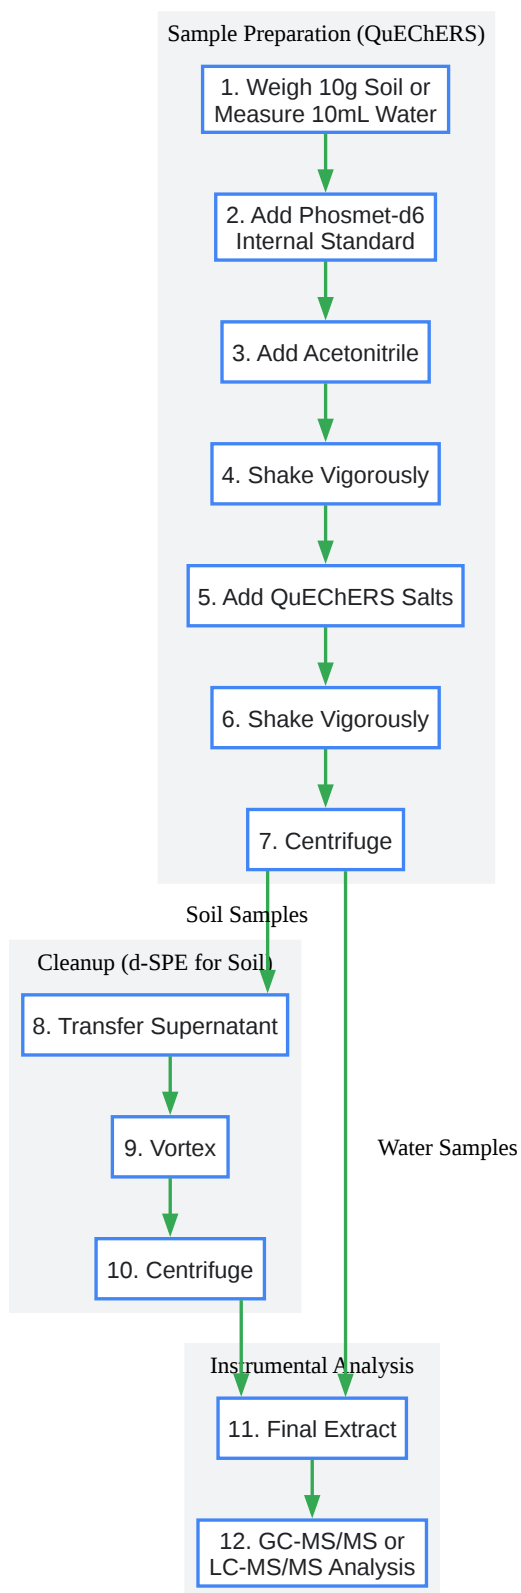 Sample Preparation (QuEChERS)
1. Weigh 10g Soil or
Measure 10mL Water
2. Add Phosmet-d6
Internal Standard
3. Add Acetonitrile
4. Shake Vigorously
5. Add QuEChERS Salts
6. Shake Vigorously
7. Centrifuge
Soil Samples
Cleanup (d-SPE for Soil)
8. Transfer Supernatant
9. Vortex
Water Samples
10. Centrifuge
Instrumental Analysis
11. Final Extract
12. GC-MS/MS or
LC-MS/MS Analysis